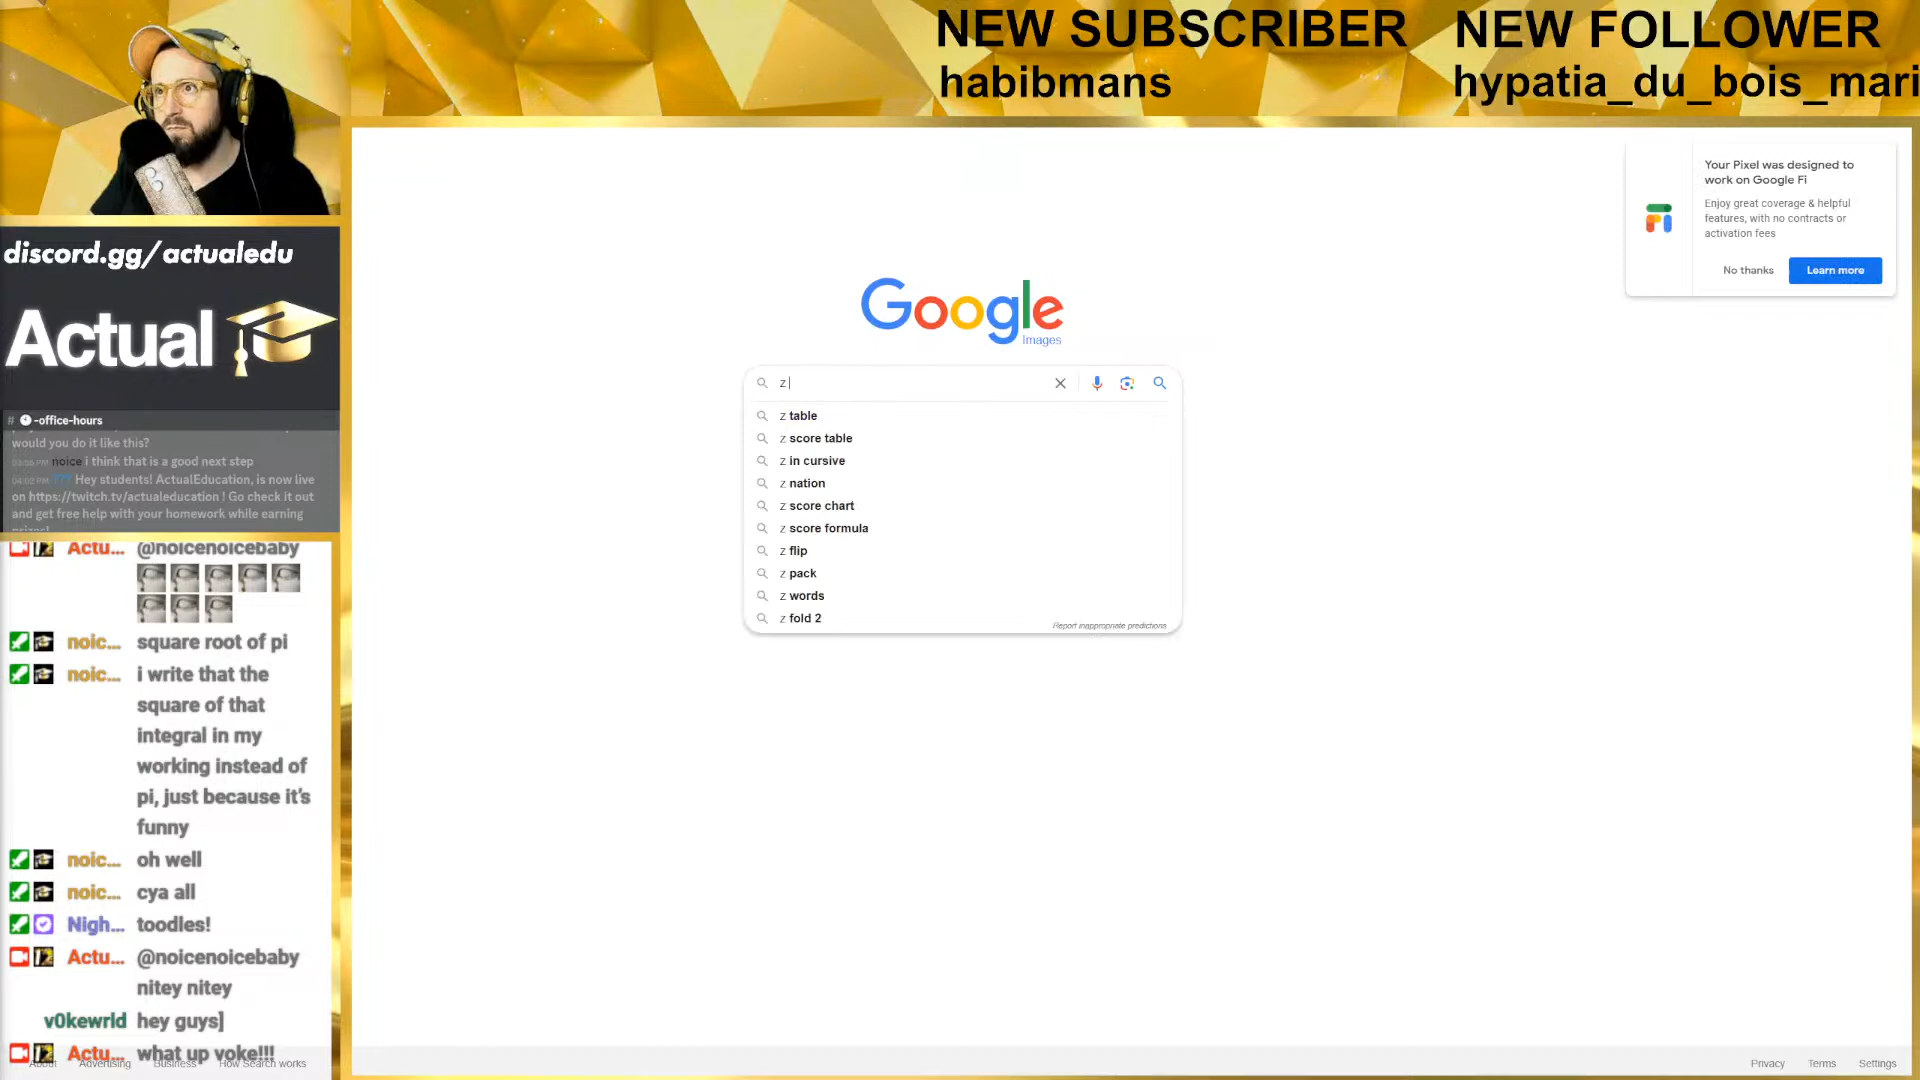 NEW SUBSCRIBER
habibmans
NEW FOLLOWER
hypatia_du_bois_mari
discord.gg/actualedu
Actual
# -office-hours
would you do it like this?
noice i think that is a good next step
04:02 PM ??? Hey students! ActualEducation, is now live
on https://twitch.tv/actualeducation ! Go check it out
and get free help with your homework while earning
prizes!
Actu... @noicenoicebaby
noic... square root of pi
noic... i write that the
square of that
integral in my
working instead of
pi, just because it's
funny
noic... oh well
noic... cya all
Nigh... toodles!
Actu... @noicenoicebaby
nitey nitey
v0kewrld hey guys]
Actu... what up voke!!!
About Advertising Business How Search works
Google
Images
z
z table
z score table
z in cursive
z nation
z score chart
z score formula
z flip
z pack
z words
z fold 2
Report inappropriate predictions
Your Pixel was designed to
work on Google Fi
Enjoy great coverage & helpful
features, with no contracts or
activation fees
No thanks Learn more
Privacy Terms Settings